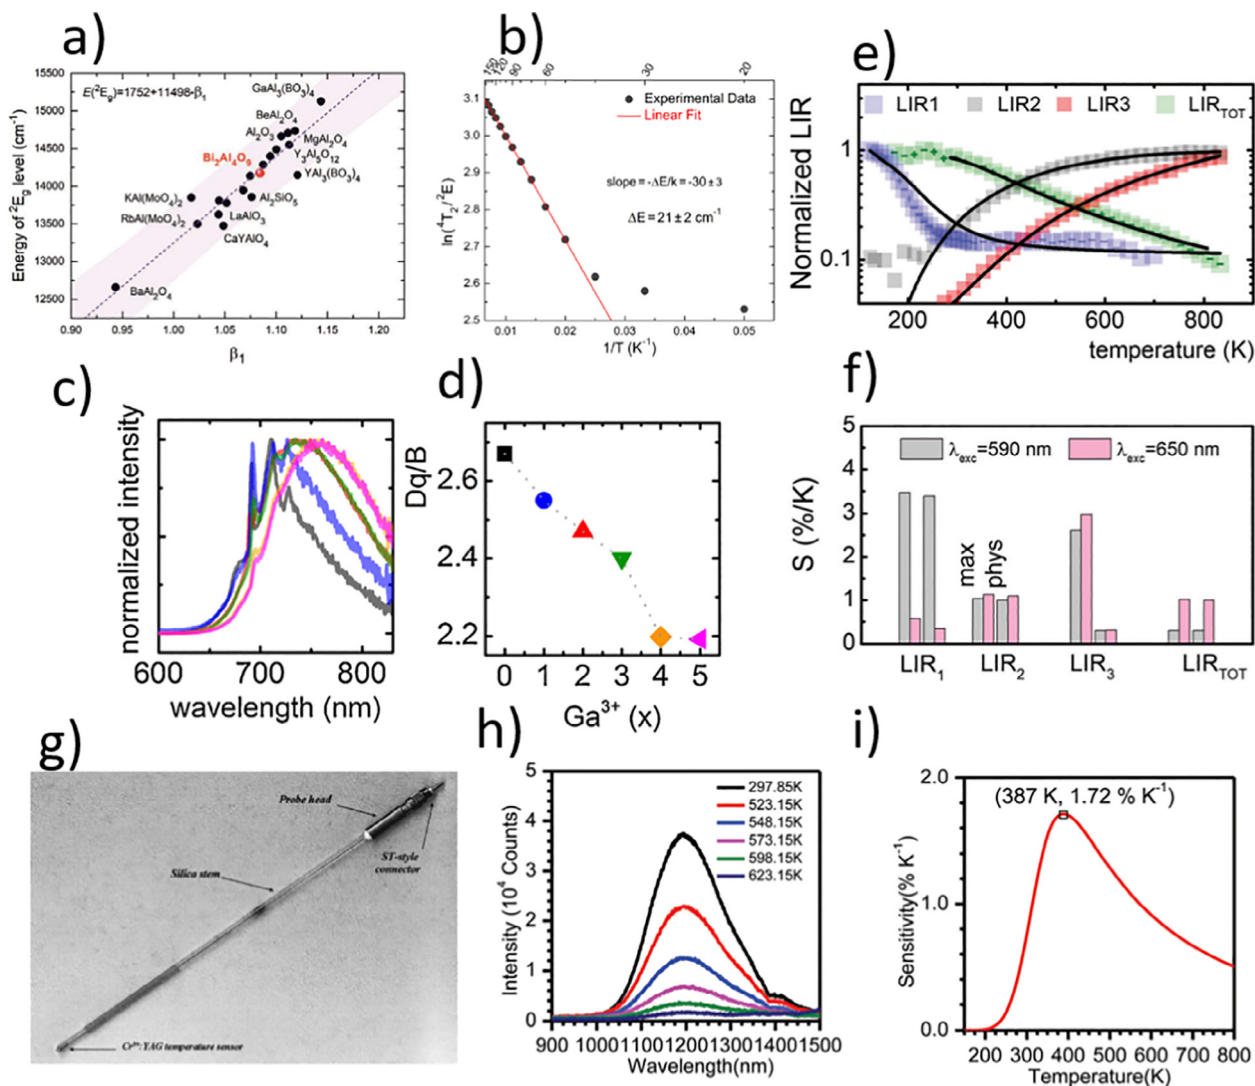 a)
15500
15000
14500
14000
13500
13000
12500
Energy of ²E_g level (cm⁻¹)
E(²E_g)=1752+11498·β₁
GaAl₃(BO₃)₄
BeAl₂O₄
Al₂O₃
MgAl₂O₄
Bi₂Al₄O₉
Y₃Al₅O₁₂
YAl₃(BO₃)₄
KAl(MoO₄)₂
Al₂SiO₅
RbAl(MoO₄)₂
LaAlO₃
CaYAlO₄
BaAl₂O₄
0.90 0.95 1.00 1.05 1.10 1.15 1.20
β₁
b)
150 120 90 60 30 20
3.1
3.0
2.9
2.8
2.7
2.6
2.5
ln(⁴T₂/²E)
Experimental Data
Linear Fit
slope = -ΔE/k = -30 ± 3
ΔE = 21 ± 2 cm⁻¹
0.01 0.02 0.03 0.04 0.05
1/T (K⁻¹)
e)
LIR1 LIR2 LIR3 LIR_TOT
Normalized LIR
1
0.1
200 400 600 800
temperature (K)
c)
normalized intensity
600 700 800
wavelength (nm)
d)
Dq/B
2.6
2.4
2.2
0 1 2 3 4 5
Ga³⁺ (x)
f)
S (%/K)
5
4
3
2
1
0
λ_exc=590 nm λ_exc=650 nm
max
phys
LIR₁ LIR₂ LIR₃ LIR_TOT
g)
Probe head
ST-style
connector
Silica stem
Cr³⁺:YAG temperature sensor
h)
Intensity (10⁴ Counts)
5
4
3
2
1
0
297.85K
523.15K
548.15K
573.15K
598.15K
623.15K
900 1000 1100 1200 1300 1400 1500
Wavelength(nm)
i)
Sensitivity(% K⁻¹)
2.0
1.0
0.0
(387 K, 1.72 % K⁻¹)
200 300 400 500 600 700 800
Temperature(K)